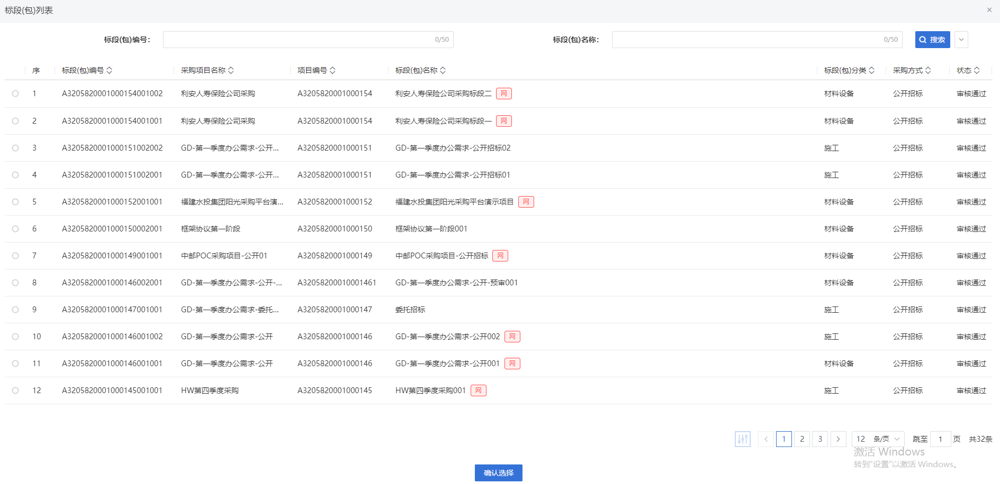 标段(包)列表 ×
标段(包)编号： 0/50 标段(包)名称： 0/50 搜索
序 标段(包)编号 采购项目名称 项目编号 标段(包)名称 标段(包)分类 采购方式 状态
1 A3205820001000154001002 利安人寿保险公司采购 A3205820001000154 利安人寿保险公司采购标段二 网 材料设备 公开招标 审核通过
2 A3205820001000154001001 利安人寿保险公司采购 A3205820001000154 利安人寿保险公司采购标段一 网 材料设备 公开招标 审核通过
3 A3205820001000151002002 GD-第一季度办公需求-公开... A3205820001000151 GD-第一季度办公需求-公开招标02 施工 公开招标 审核通过
4 A3205820001000151002001 GD-第一季度办公需求-公开... A3205820001000151 GD-第一季度办公需求-公开招标01 施工 公开招标 审核通过
5 A3205820001000152001001 福建水投集团阳光采购平台演... A3205820001000152 福建水投集团阳光采购平台演示项目 网 材料设备 公开招标 审核通过
6 A3205820001000150002001 框架协议第一阶段 A3205820001000150 框架协议第一阶段001 材料设备 公开招标 审核通过
7 A3205820001000149001001 中邮POC采购项目-公开01 A3205820001000149 中邮POC采购项目-公开招标 网 材料设备 公开招标 审核通过
8 A3205820001000146002001 GD-第一季度办公需求-公开-... A32058200010001461 GD-第一季度办公需求-公开-预审001 材料设备 公开招标 审核通过
9 A3205820001000147001001 GD-第一季度办公需求-委托... A3205820001000147 委托招标 施工 公开招标 审核通过
10 A3205820001000146001002 GD-第一季度办公需求-公开 A3205820001000146 GD-第一季度办公需求-公开002 网 施工 公开招标 审核通过
11 A3205820001000146001001 GD-第一季度办公需求-公开 A3205820001000146 GD-第一季度办公需求-公开001 网 材料设备 公开招标 审核通过
12 A3205820001000145001001 HW第四季度采购 A3205820001000145 HW第四季度采购001 网 施工 公开招标 审核通过
1 2 3 12 条/页 跳至 1 页 共32条
激活 Windows
转到"设置"以激活 Windows。
确认选择